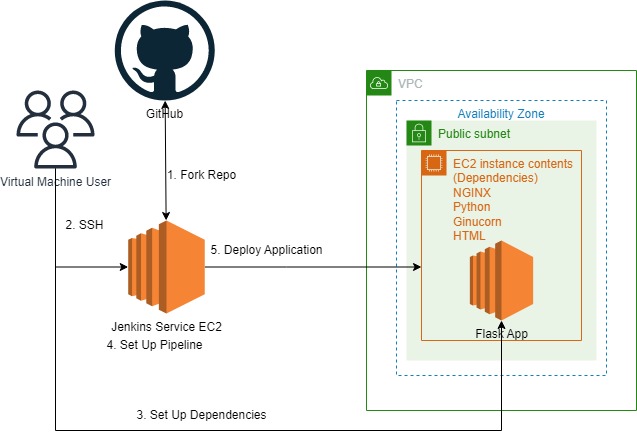 GitHub
Virtual Machine User
1. Fork Repo
2. SSH
5. Deploy Application
Jenkins Service EC2
4. Set Up Pipeline
3. Set Up Dependencies
VPC
Availability Zone
Public subnet
EC2 instance contents
(Dependencies)
NGINX
Python
Ginucorn
HTML
Flask App